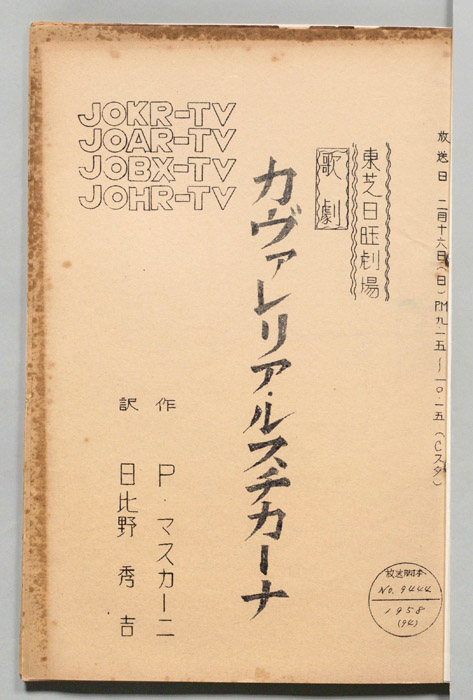 放送日 二月十六日（日）PM九・一五〜一〇・一五（Cスタ）
東芝日曜劇場
歌劇
カヴァレリア・ルスチカーナ
JOKR-TV
JOAR-TV
JOBX-TV
JOHR-TV
作 P・マスカーニ
訳 日比野秀吉
放送脚本
No. 9444
1958
(94)